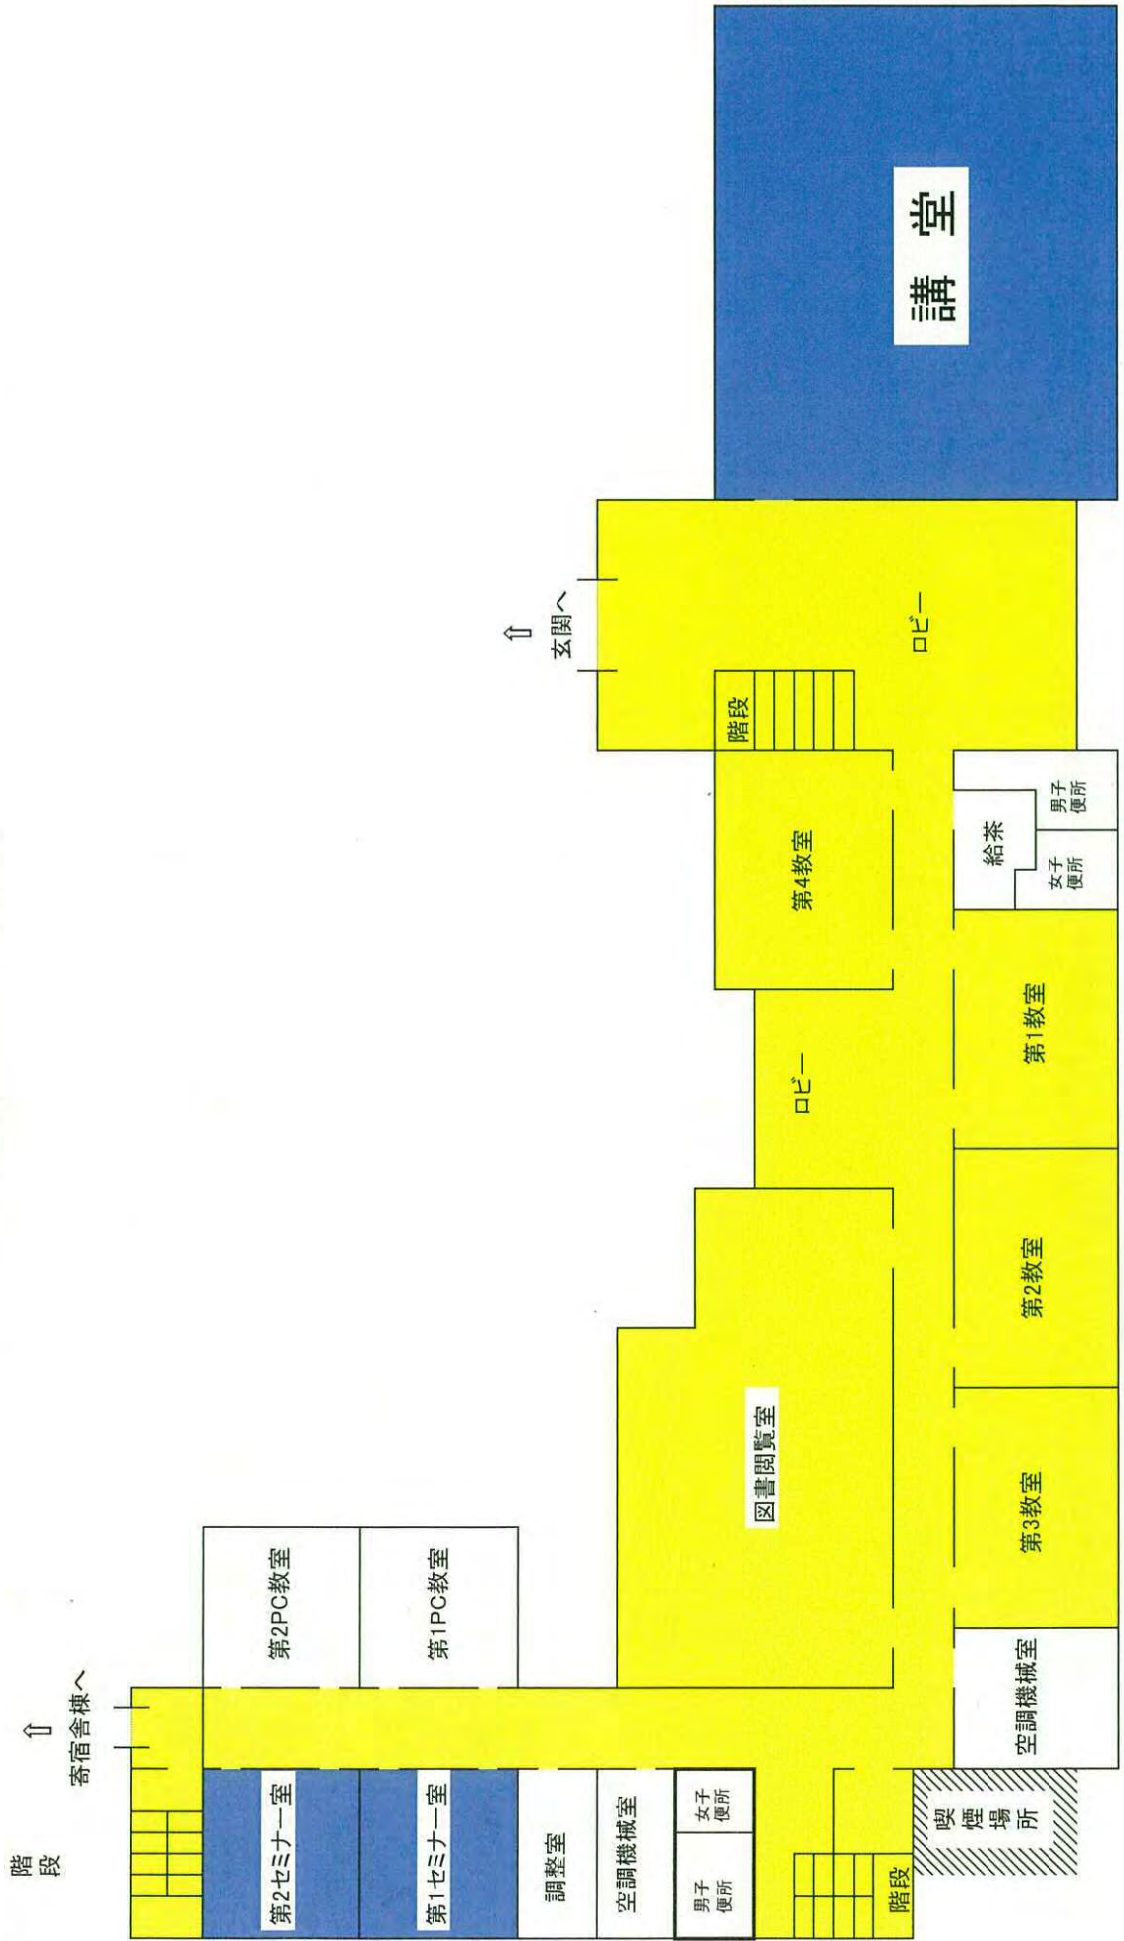 階段
寄宿舎棟へ
⇧
第2セミナー室
第2PC教室
第1セミナー室
第1PC教室
調整室
空調機械室
男子
便所
女子
便所
階段
喫煙場所
図書閲覧室
ロビー
第4教室
階段
玄関へ
⇧
ロビー
講堂
空調機械室
第3教室
第2教室
第1教室
給茶
女子
便所
男子
便所